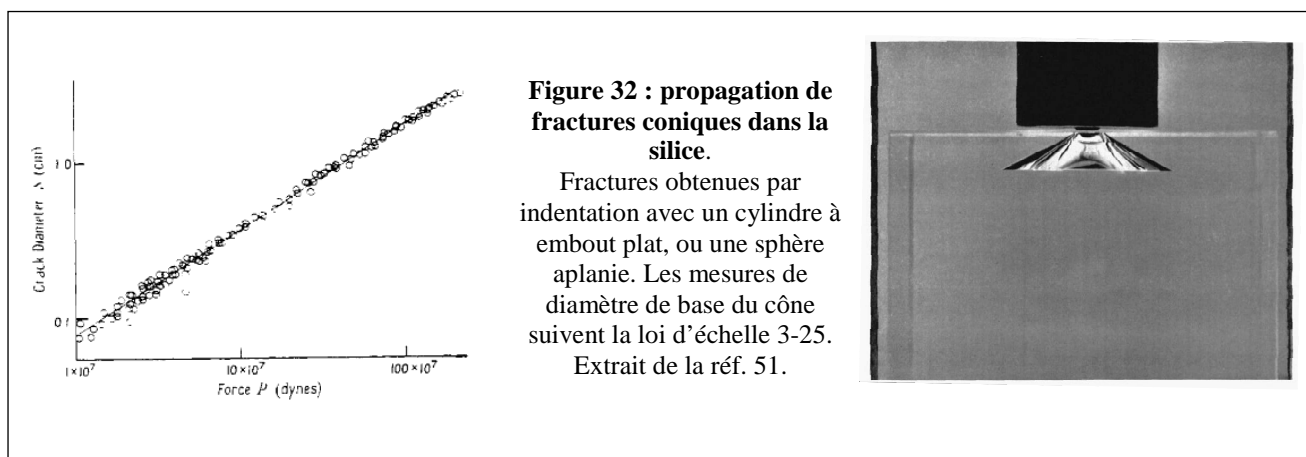 Crack Diameter S (cm)
1 0
0 1
1×10⁷
10×10⁷
100×10⁷
Force P (dynes)
Figure 32 : propagation de
fractures coniques dans la
silice.
Fractures obtenues par
indentation avec un cylindre à
embout plat, ou une sphère
aplanie. Les mesures de
diamètre de base du cône
suivent la loi d’échelle 3-25.
Extrait de la réf. 51.